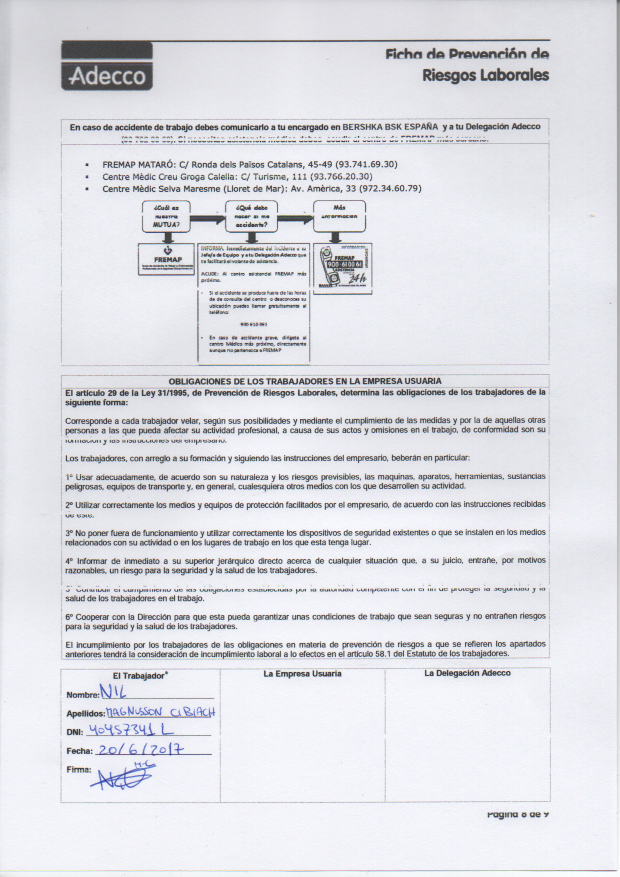 Adecco
Ficha de Prevención de
Riesgos Laborales
En caso de accidente de trabajo debes comunicarlo a tu encargado en BERSHKA BSK ESPAÑA y a tu Delegación Adecco
FREMAP MATARÓ: C/ Ronda dels Països Catalans, 45-49 (93.741.69.30)
Centre Mèdic Creu Groga Calella: C/ Turisme, 111 (93.766.20.30)
Centre Mèdic Selva Maresme (Lloret de Mar): Av. Amèrica, 33 (972.34.60.79)
¿Cuál es
nuestra
MUTUA?
¿Qué debo
hacer si me
accidento?
Más
información
FREMAP
INFORMA: Inmediatamente del incidente a su
Jefe/a de Equipo y a tu Delegación Adecco que
te facilitará el volante de asistencia.
ACUDE: Al centro asistencial FREMAP más
próximo.
Si el accidente se produce fuera de las horas
de de consulta del centro o desconoces su
ubicación puedes llamar gratuitamente al
teléfono:
900 610 061
En caso de accidente grave, dirígete al
centro Médico más próximo, directamente
aunque no pertenezca a FREMAP
FREMAP
900 6100 61
24h
OBLIGACIONES DE LOS TRABAJADORES EN LA EMPRESA USUARIA
El artículo 29 de la Ley 31/1995, de Prevención de Riesgos Laborales, determina las obligaciones de los trabajadores de la
siguiente forma:
Corresponde a cada trabajador velar, según sus posibilidades y mediante el cumplimiento de las medidas y por la de aquellas otras
personas a las que pueda afectar su actividad profesional, a causa de sus actos y omisiones en el trabajo, de conformidad son su
formación y las instrucciones del empresario.
Los trabajadores, con arreglo a su formación y siguiendo las instrucciones del empresario, beberán en particular:
1° Usar adecuadamente, de acuerdo son su naturaleza y los riesgos previsibles, las maquinas, aparatos, herramientas, sustancias
peligrosas, equipos de transporte y, en general, cualesquiera otros medios con los que desarrollen su actividad.
2° Utilizar correctamente los medios y equipos de protección facilitados por el empresario, de acuerdo con las instrucciones recibidas
de éste.
3° No poner fuera de funcionamiento y utilizar correctamente los dispositivos de seguridad existentes o que se instalen en los medios
relacionados con su actividad o en los lugares de trabajo en los que esta tenga lugar.
4° Informar de inmediato a su superior jerárquico directo acerca de cualquier situación que, a su juicio, entrañe, por motivos
razonables, un riesgo para la seguridad y la salud de los trabajadores.
5° Contribuir el cumplimiento de las obligaciones establecidas por la autoridad competente con el fin de proteger la seguridad y la
salud de los trabajadores en el trabajo.
6° Cooperar con la Dirección para que esta pueda garantizar unas condiciones de trabajo que sean seguras y no entrañen riesgos
para la seguridad y la salud de los trabajadores.
El incumplimiento por los trabajadores de las obligaciones en materia de prevención de riesgos a que se refieren los apartados
anteriores tendrá la consideración de incumplimiento laboral a lo efectos en el artículo 58.1 del Estatuto de los trabajadores.
El Trabajador* La Empresa Usuaria La Delegación Adecco
Nombre: NIL
Apellidos: MAGNUSSON CIBIACH
DNI: 40457341 L
Fecha: 20/6/2017
Firma:
Página 8 de 9